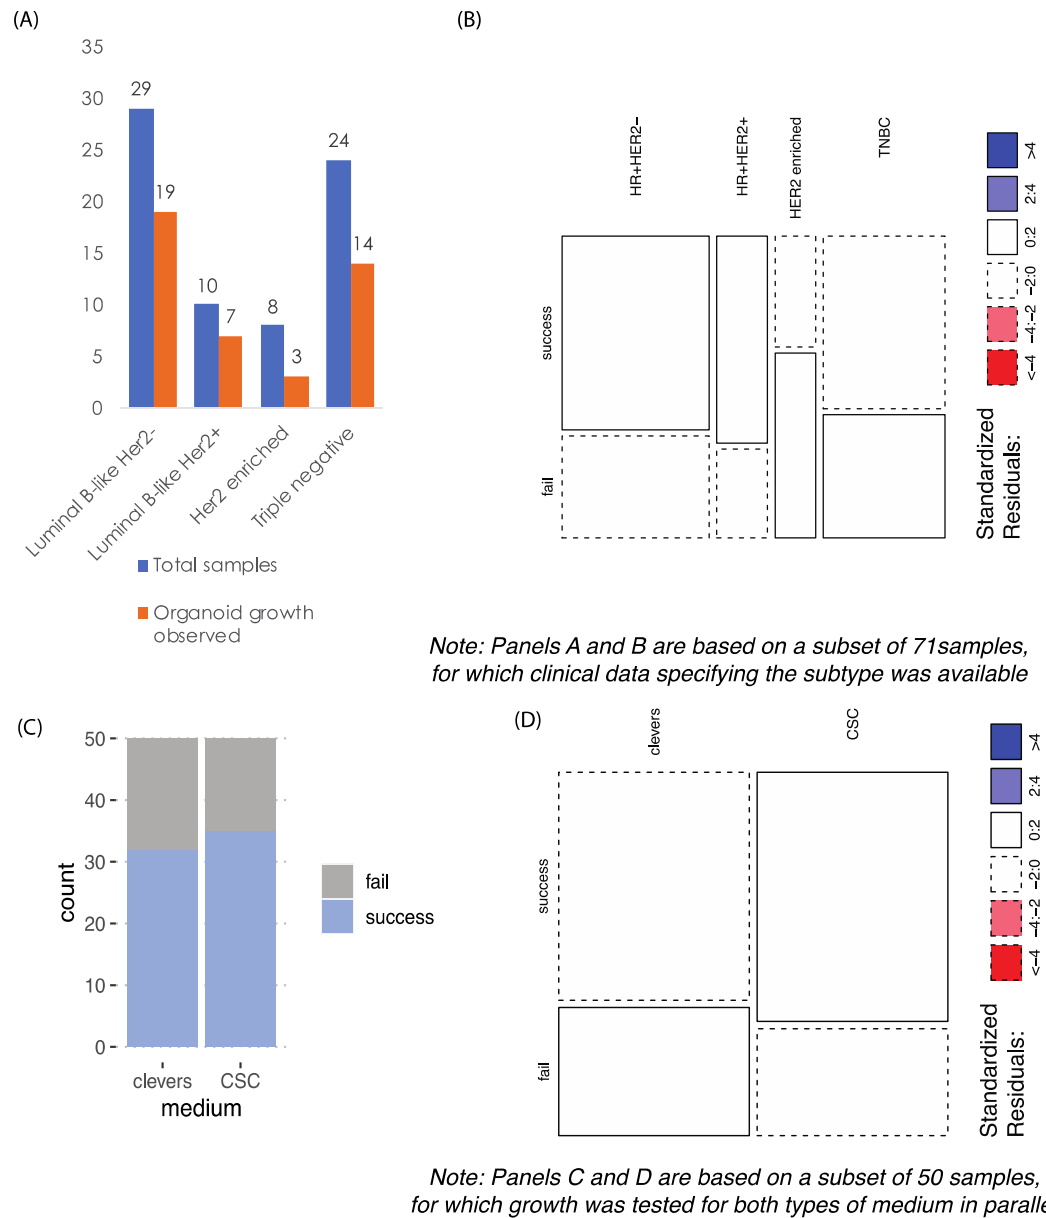 (A)
35
30
25
20
15
10
5
0
29
19
10
7
8
3
24
14
Luminal B-like Her2-
Luminal B-like Her2+
Her2 enriched
Triple negative
Total samples
Organoid growth
observed
(B)
HR+HER2−
HR+HER2+
HER2 enriched
TNBC
success
fail
>4
2:4
0:2
−2:0
−4:−2
<−4
Standardized
Residuals:
Note: Panels A and B are based on a subset of 71samples,
for which clinical data specifying the subtype was available
(C)
50
40
30
20
10
0
count
clevers
CSC
medium
fail
success
(D)
clevers
CSC
success
fail
>4
2:4
0:2
−2:0
−4:−2
<−4
Standardized
Residuals:
Note: Panels C and D are based on a subset of 50 samples,
for which growth was tested for both types of medium in paralle